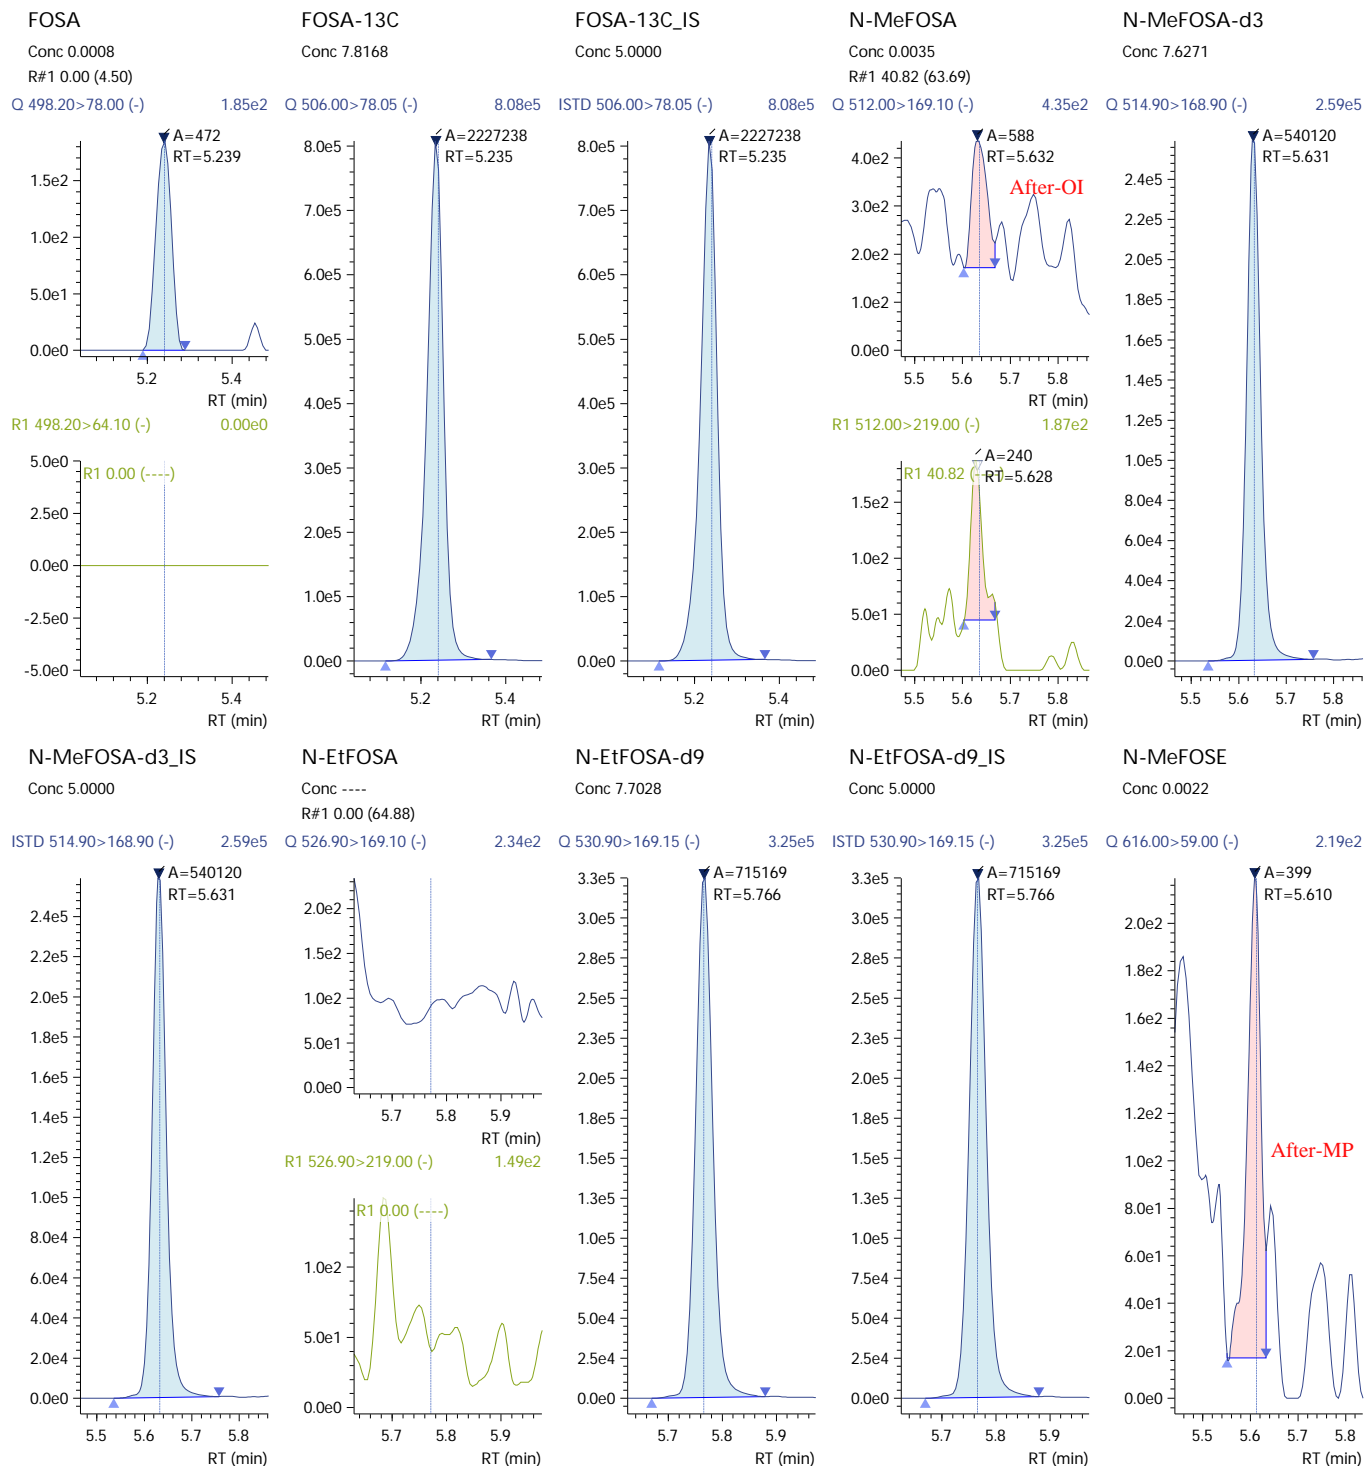 FOSA
Conc 0.0008
R#1 0.00 (4.50)
Q 498.20>78.00 (-) 1.85e2
A=472
RT=5.239
1.5e2
1.0e2
5.0e1
0.0e0
5.2 5.4
RT (min)
R1 498.20>64.10 (-) 0.00e0
R1 0.00 (----)
5.0e0
2.5e0
0.0e0
-2.5e0
-5.0e0
5.2 5.4
RT (min)
FOSA-13C
Conc 7.8168
Q 506.00>78.05 (-) 8.08e5
A=2227238
RT=5.235
8.0e5
7.0e5
6.0e5
5.0e5
4.0e5
3.0e5
2.0e5
1.0e5
0.0e0
5.2 5.4
RT (min)
FOSA-13C_IS
Conc 5.0000
ISTD 506.00>78.05 (-) 8.08e5
A=2227238
RT=5.235
8.0e5
7.0e5
6.0e5
5.0e5
4.0e5
3.0e5
2.0e5
1.0e5
0.0e0
5.2 5.4
RT (min)
N-MeFOSA
Conc 0.0035
R#1 40.82 (63.69)
Q 512.00>169.10 (-) 4.35e2
A=588
RT=5.632
After-OI
4.0e2
3.0e2
2.0e2
1.0e2
0.0e0
5.5 5.6 5.7 5.8
RT (min)
R1 512.00>219.00 (-) 1.87e2
A=240
R1 40.82 (----)
RT=5.628
1.5e2
1.0e2
5.0e1
0.0e0
5.5 5.6 5.7 5.8
RT (min)
N-MeFOSA-d3
Conc 7.6271
Q 514.90>168.90 (-) 2.59e5
A=540120
RT=5.631
2.4e5
2.2e5
2.0e5
1.8e5
1.6e5
1.4e5
1.2e5
1.0e5
8.0e4
6.0e4
4.0e4
2.0e4
0.0e0
5.5 5.6 5.7 5.8
RT (min)
N-MeFOSA-d3_IS
Conc 5.0000
ISTD 514.90>168.90 (-) 2.59e5
A=540120
RT=5.631
2.4e5
2.2e5
2.0e5
1.8e5
1.6e5
1.4e5
1.2e5
1.0e5
8.0e4
6.0e4
4.0e4
2.0e4
0.0e0
5.5 5.6 5.7 5.8
RT (min)
N-EtFOSA
Conc ----
R#1 0.00 (64.88)
Q 526.90>169.10 (-) 2.34e2
2.0e2
1.5e2
1.0e2
5.0e1
0.0e0
5.7 5.8 5.9
RT (min)
R1 526.90>219.00 (-) 1.49e2
R1 0.00 (----)
1.0e2
5.0e1
0.0e0
5.7 5.8 5.9
RT (min)
N-EtFOSA-d9
Conc 7.7028
Q 530.90>169.15 (-) 3.25e5
A=715169
RT=5.766
3.3e5
3.0e5
2.8e5
2.5e5
2.3e5
2.0e5
1.8e5
1.5e5
1.3e5
1.0e5
7.5e4
5.0e4
2.5e4
0.0e0
5.7 5.8 5.9
RT (min)
N-EtFOSA-d9_IS
Conc 5.0000
ISTD 530.90>169.15 (-) 3.25e5
A=715169
RT=5.766
3.3e5
3.0e5
2.8e5
2.5e5
2.3e5
2.0e5
1.8e5
1.5e5
1.3e5
1.0e5
7.5e4
5.0e4
2.5e4
0.0e0
5.7 5.8 5.9
RT (min)
N-MeFOSE
Conc 0.0022
Q 616.00>59.00 (-) 2.19e2
A=399
RT=5.610
After-MP
2.0e2
1.8e2
1.6e2
1.4e2
1.2e2
1.0e2
8.0e1
6.0e1
4.0e1
2.0e1
0.0e0
5.5 5.6 5.7 5.8
RT (min)